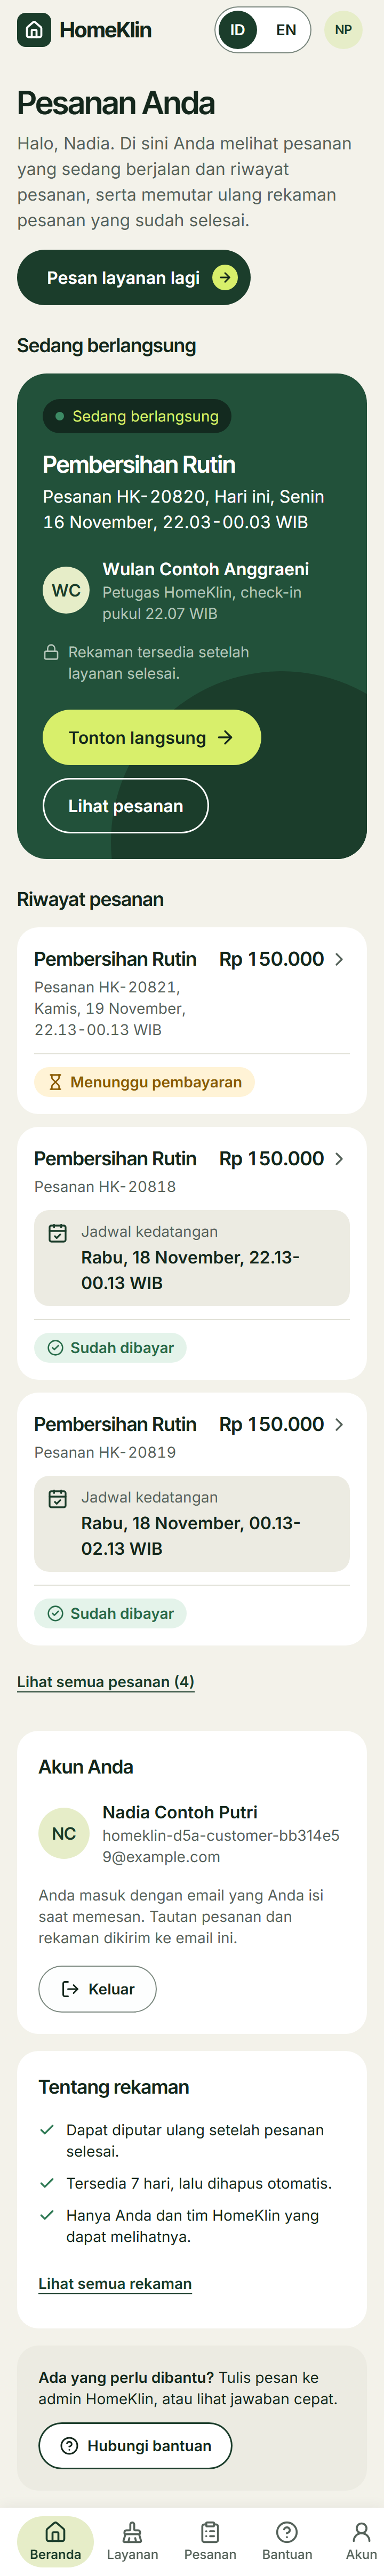 HomeKlin
ID EN
NP
Pesanan Anda
Halo, Nadia. Di sini Anda melihat pesanan
yang sedang berjalan dan riwayat
pesanan, serta memutar ulang rekaman
pesanan yang sudah selesai.
Pesan layanan lagi
Sedang berlangsung
Sedang berlangsung
Pembersihan Rutin
Pesanan HK-20820, Hari ini, Senin
16 November, 22.03-00.03 WIB
WC
Wulan Contoh Anggraeni
Petugas HomeKlin, check-in
pukul 22.07 WIB
Rekaman tersedia setelah
layanan selesai.
Tonton langsung
Lihat pesanan
Riwayat pesanan
Pembersihan Rutin Rp 150.000
Pesanan HK-20821,
Kamis, 19 November,
22.13-00.13 WIB
Menunggu pembayaran
Pembersihan Rutin Rp 150.000
Pesanan HK-20818
Jadwal kedatangan
Rabu, 18 November, 22.13-
00.13 WIB
Sudah dibayar
Pembersihan Rutin Rp 150.000
Pesanan HK-20819
Jadwal kedatangan
Rabu, 18 November, 00.13-
02.13 WIB
Sudah dibayar
Lihat semua pesanan (4)
Akun Anda
NC
Nadia Contoh Putri
homeklin-d5a-customer-bb314e5
9@example.com
Anda masuk dengan email yang Anda isi
saat memesan. Tautan pesanan dan
rekaman dikirim ke email ini.
Keluar
Tentang rekaman
Dapat diputar ulang setelah pesanan
selesai.
Tersedia 7 hari, lalu dihapus otomatis.
Hanya Anda dan tim HomeKlin yang
dapat melihatnya.
Lihat semua rekaman
Ada yang perlu dibantu? Tulis pesan ke
admin HomeKlin, atau lihat jawaban cepat.
Hubungi bantuan
Beranda Layanan Pesanan Bantuan Akun